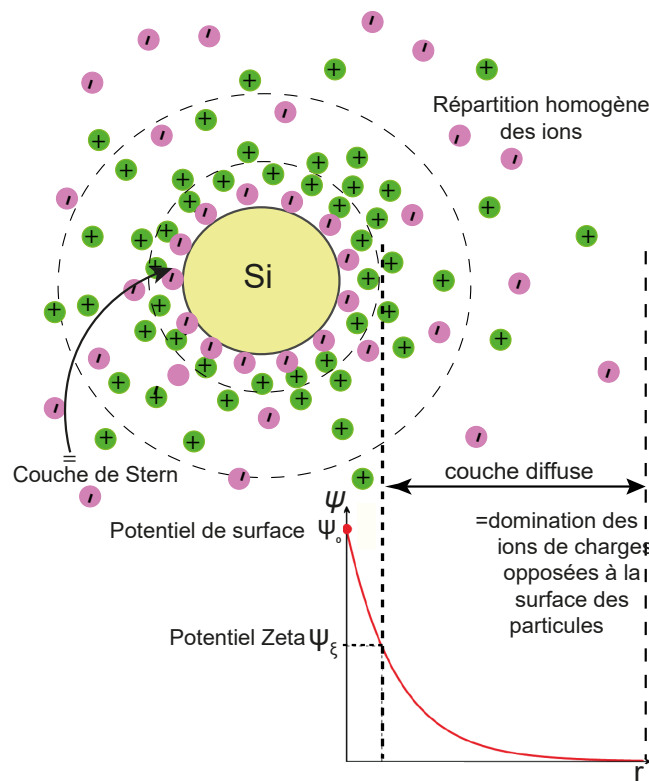 Répartition homogène
des ions
Si
=
Couche de Stern
couche diffuse
ψ
Potentiel de surface ψ₀
=domination des
ions de charges
opposées à la
surface des
particules
Potentiel Zeta ψξ
r